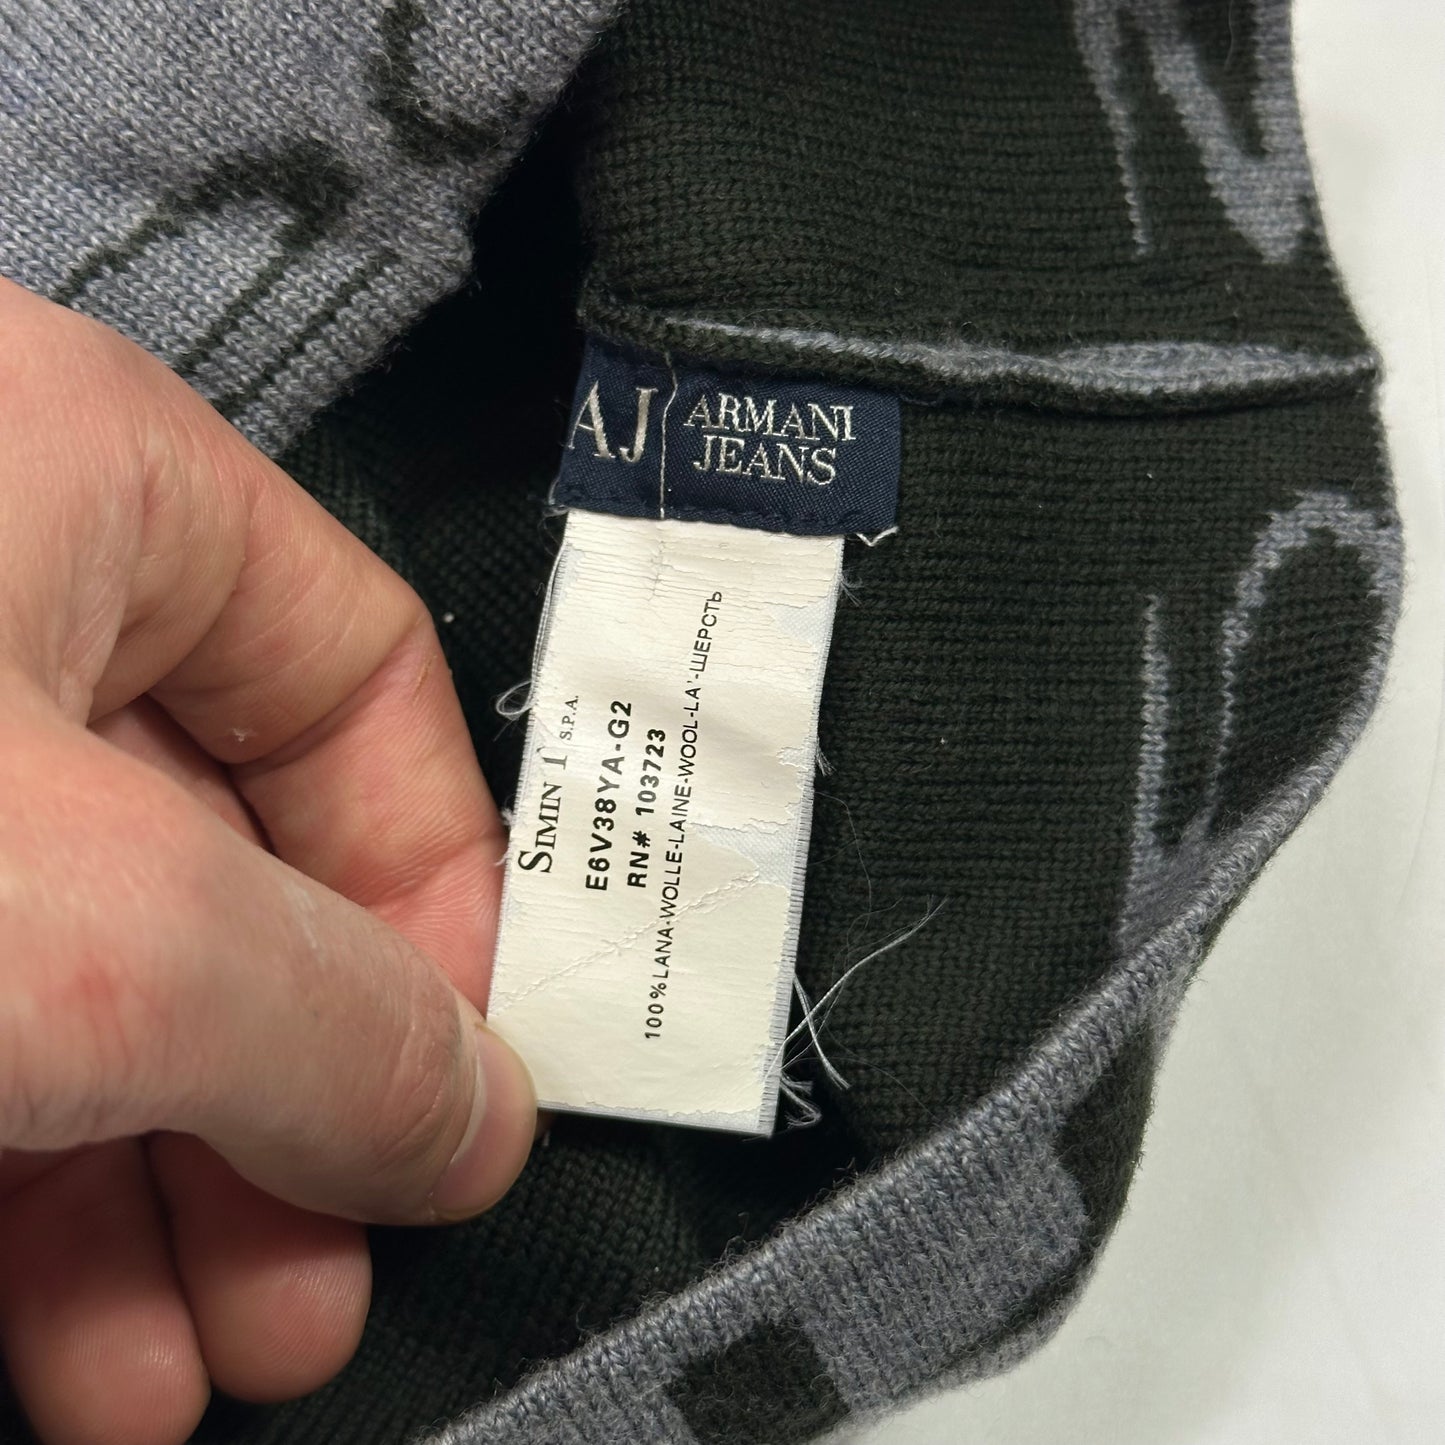 AJ ARMANI
JEANS
SIMINT S.P.A.
E6V38YA-G2
RN# 103723
100%LANA-WOLLE-LAINE-WOOL-LA'-ШЕРСТЬ